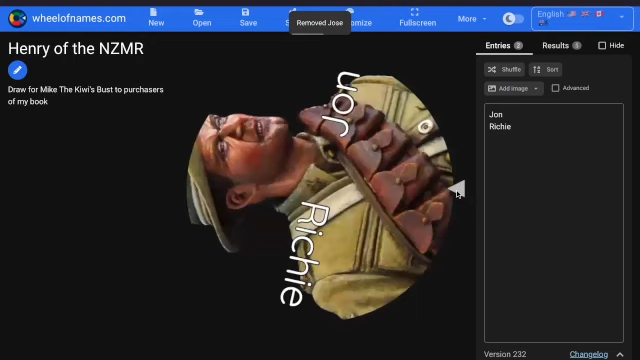 wheelofnames.com
New
Open
Save
Removed Jose
Fullscreen
More
English
Henry of the NZMR
Draw for Mike The Kiwi's Bust to purchasers
of my book
Entries 2
Results
Hide
Shuffle
Sort
Add image
Advanced
Jon
Richie
Jon
Richie
Version 232
Changelog